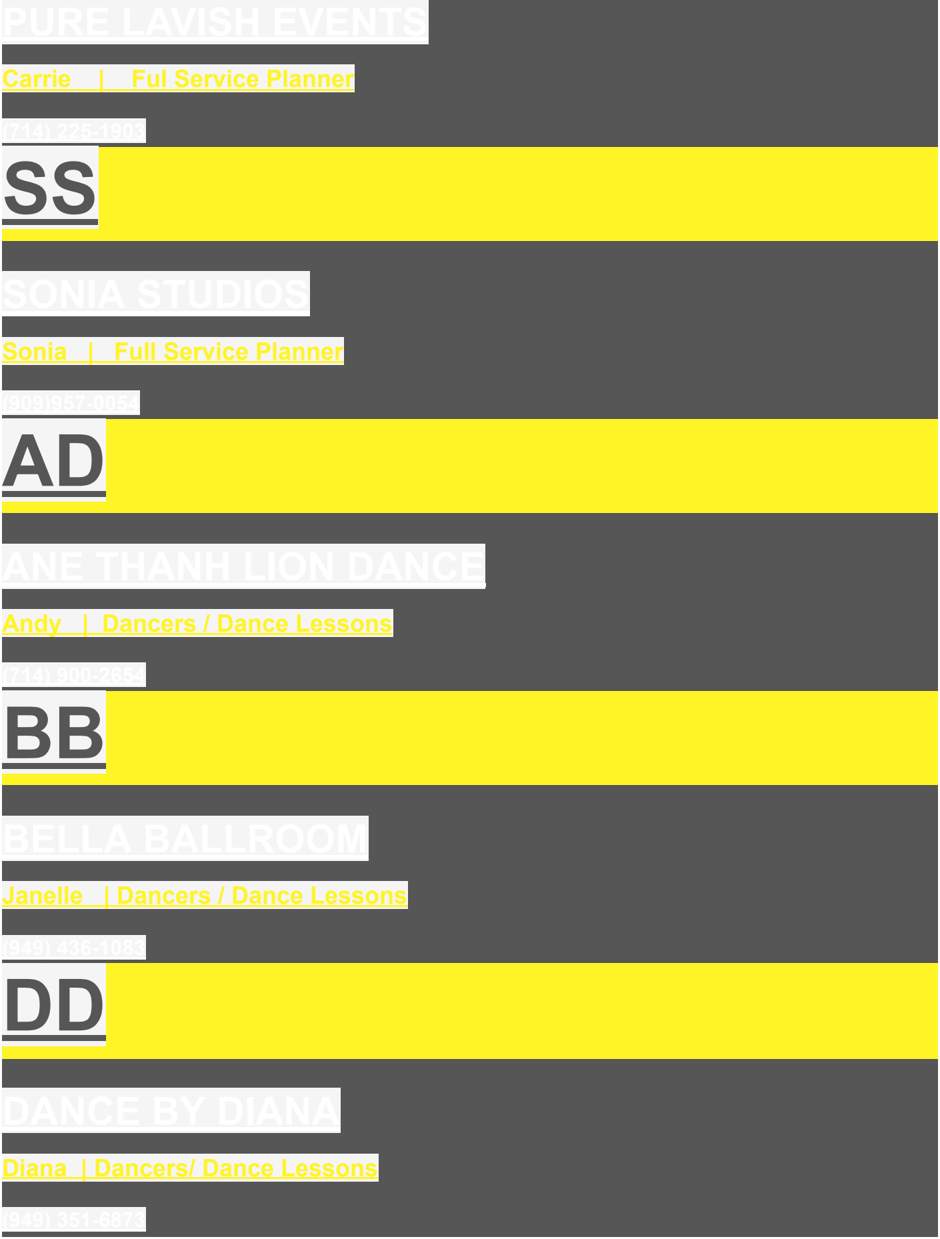 PURE LAVISH EVENTS
Carrie | Ful Service Planner
(714) 225-1903
SS
SONIA STUDIOS
Sonia | Full Service Planner
(909)957-0054
AD
ANE THANH LION DANCE
Andy | Dancers / Dance Lessons
(714) 900-2654
BB
BELLA BALLROOM
Janelle | Dancers / Dance Lessons
(949) 436-1083
DD
DANCE BY DIANA
Diana | Dancers/ Dance Lessons
(949) 351-6873